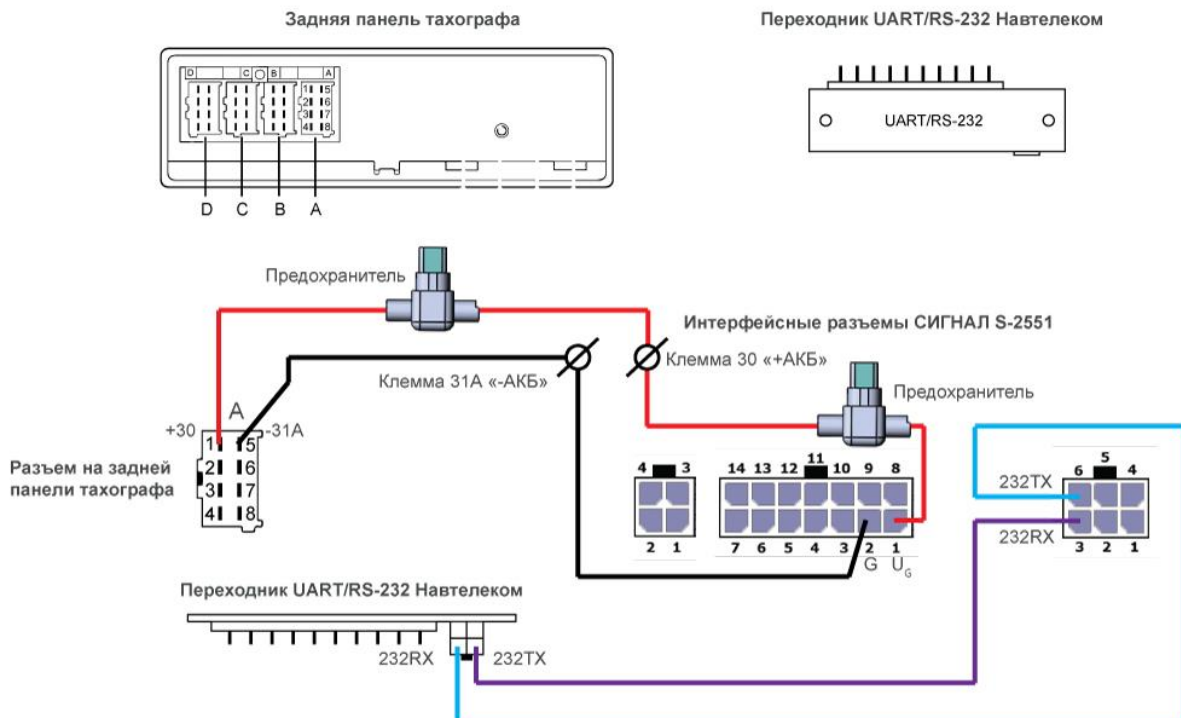 Задняя панель тахографа
Переходник UART/RS-232 Навтелеком
D C B A
1 5
2 6
3 7
4 8
UART/RS-232
D C B A
Предохранитель
Интерфейсные разъемы СИГНАЛ S-2551
Клемма 31А «-АКБ»
Клемма 30 «+АКБ»
Предохранитель
A
+30
-31A
Разъем на задней
панели тахографа
1 5
2 6
3 7
4 8
4 3
2 1
14 13 12 11 10 9 8
7 6 5 4 3 2 1
G UG
232TX
232RX
6 5 4
3 2 1
Переходник UART/RS-232 Навтелеком
232RX
232TX